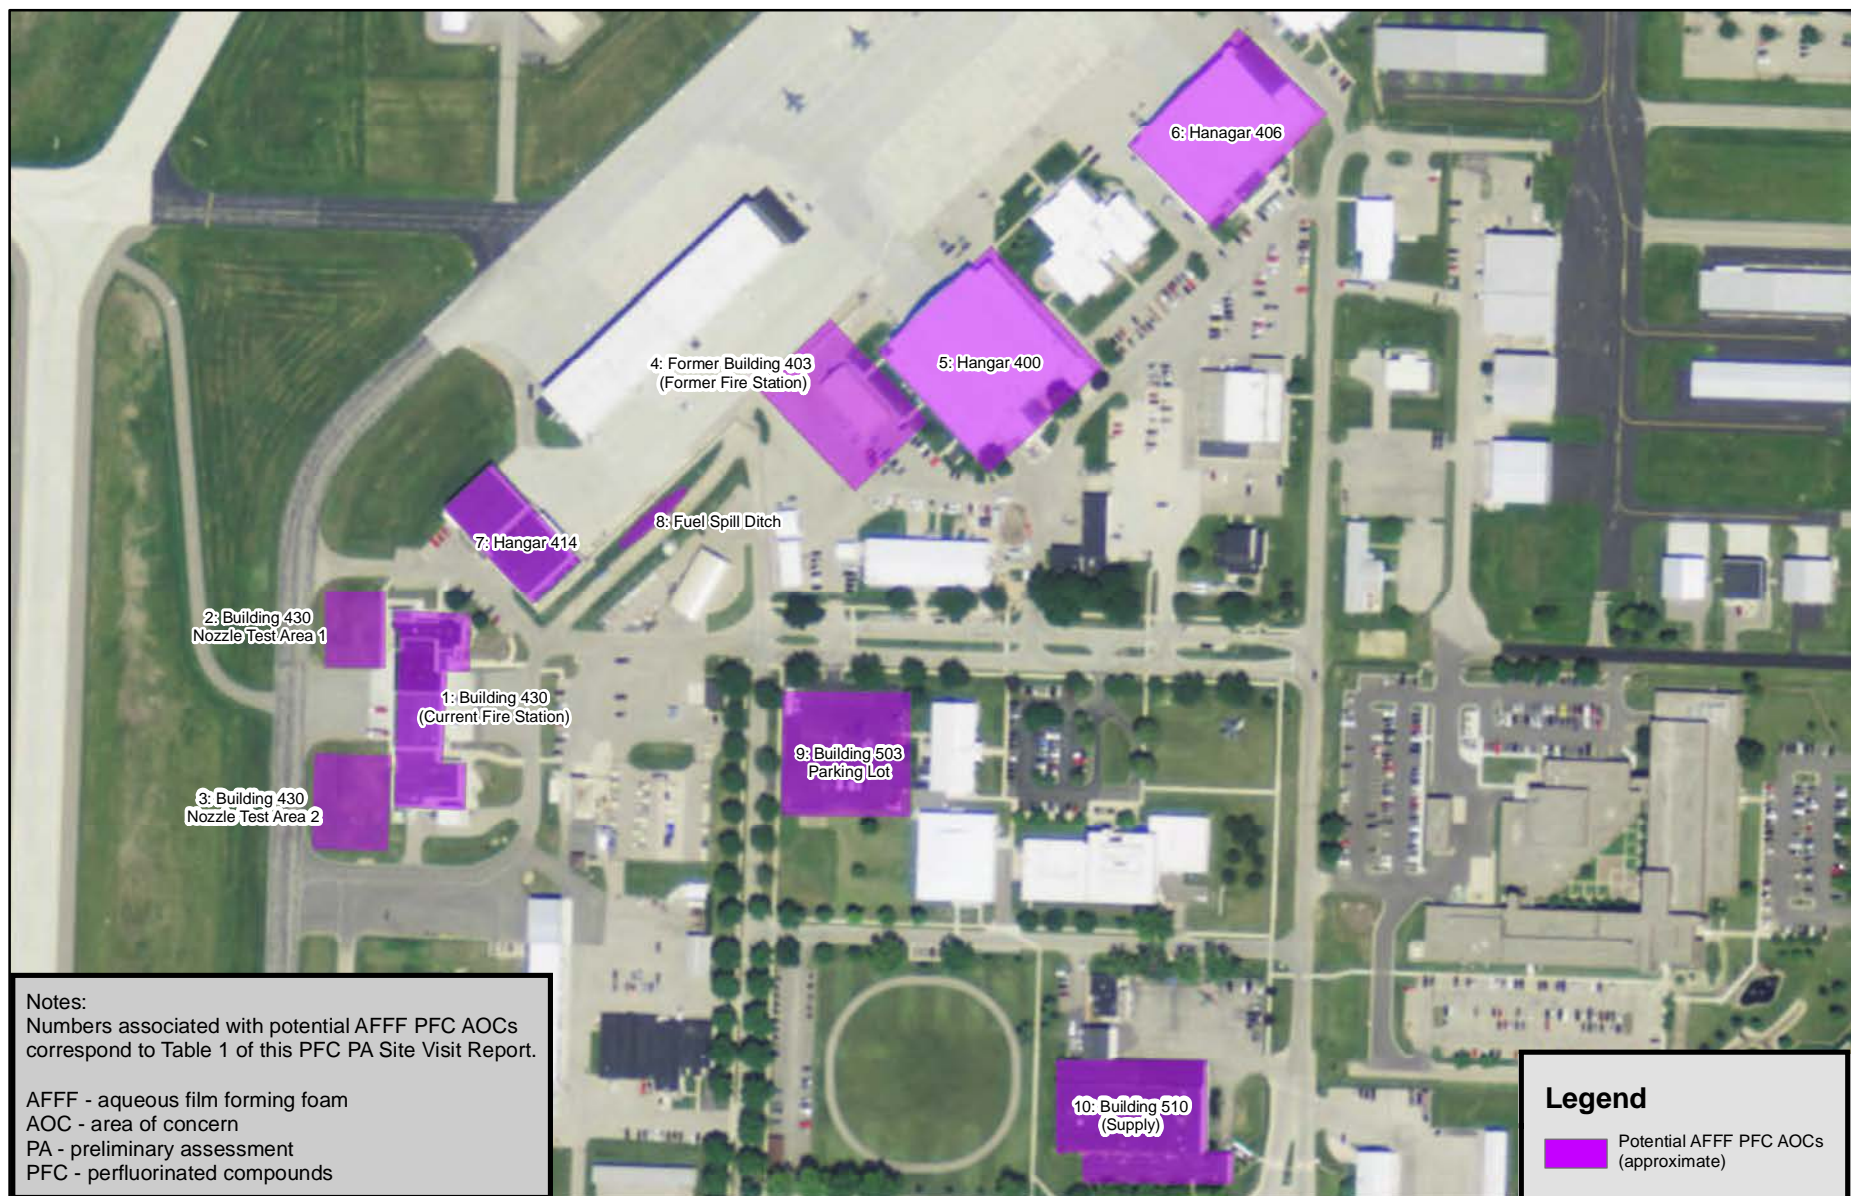 6: Hanagar 406
4: Former Building 403
(Former Fire Station)
5: Hangar 400
8: Fuel Spill Ditch
7: Hangar 414
2: Building 430
Nozzle Test Area 1
1: Building 430
(Current Fire Station)
9: Building 503
Parking Lot
3: Building 430
Nozzle Test Area 2
10: Building 510
(Supply)
Notes:
Numbers associated with potential AFFF PFC AOCs
correspond to Table 1 of this PFC PA Site Visit Report.
AFFF - aqueous film forming foam
AOC - area of concern
PA - preliminary assessment
PFC - perfluorinated compounds
Legend
Potential AFFF PFC AOCs
(approximate)